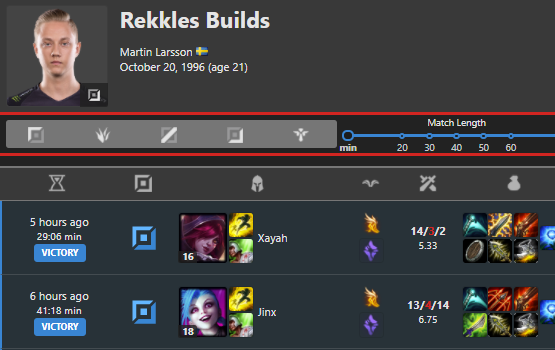 Rekkles Builds
Martin Larsson
October 20, 1996 (age 21)
Match Length
min 20 30 40 50 60
5 hours ago
29:06 min
VICTORY
16
Xayah
14/3/2
5.33
6 hours ago
41:18 min
VICTORY
18
Jinx
13/4/14
6.75